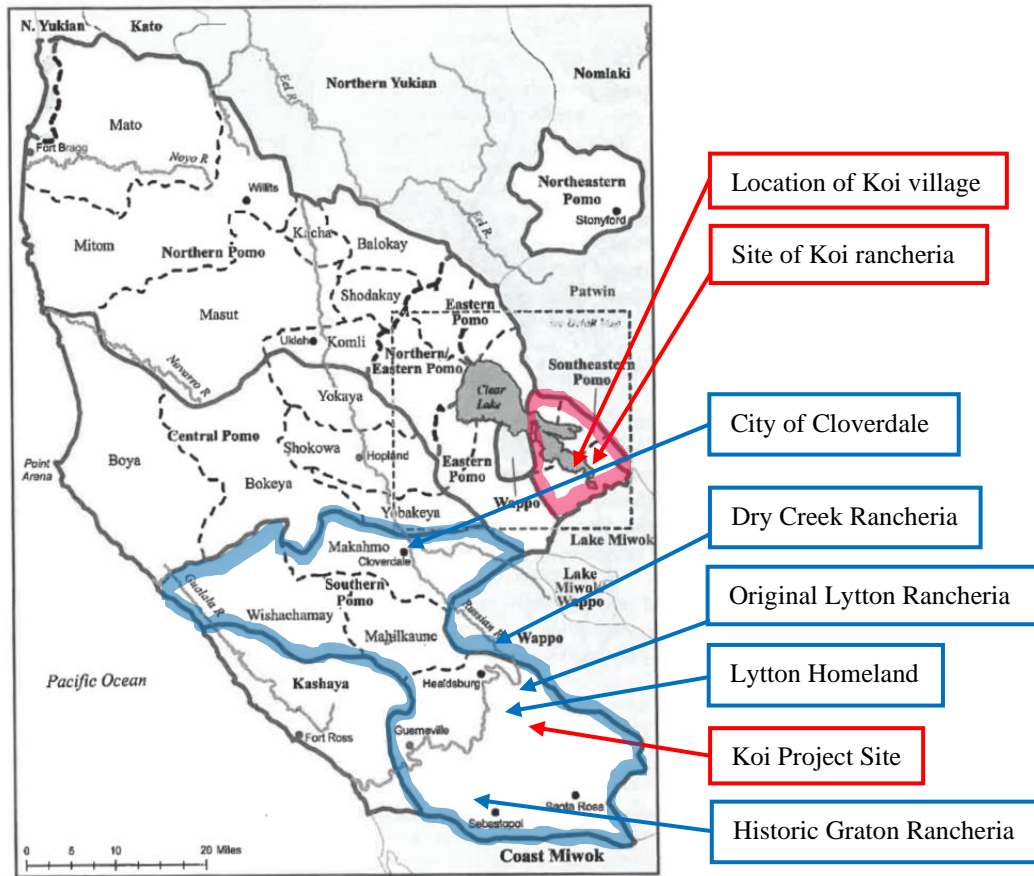 N. Yukian
Kato
Northern Yukian
Nomlaki
Eel R.
Mato
Fort Bragg
Noyo R
Willits
Northeastern
Pomo
Stonyford
Location of Koi village
Eel R.
Mitom
Northern Pomo
Kacha
Balokay
Site of Koi rancheria
Patwin
Shodakay
Masut
Eastern
Pomo
Ukiah
Komli
Northern/
Eastern Pomo
Southeastern
Pomo
Navarro R
Yokaya
Clear
Lake
City of Cloverdale
Central Pomo
Shokowa
Hopland
Eastern
Pomo
Point
Arena
Boya
Bokeya
Wappo
Yobakeya
Dry Creek Rancheria
Lake Miwok
Makahmo
Cloverdale
Lake
Miwok
Wappo
Southern
Pomo
Original Lytton Rancheria
Gualala R
Wishachamay
Russian R
Mahilkaune
Wappo
Lytton Homeland
Pacific Ocean
Kashaya
Healdsburg
Koi Project Site
Fort Ross
Guerneville
Santa Rosa
Sebastopol
Historic Graton Rancheria
Coast Miwok
0 5 10 20 Miles